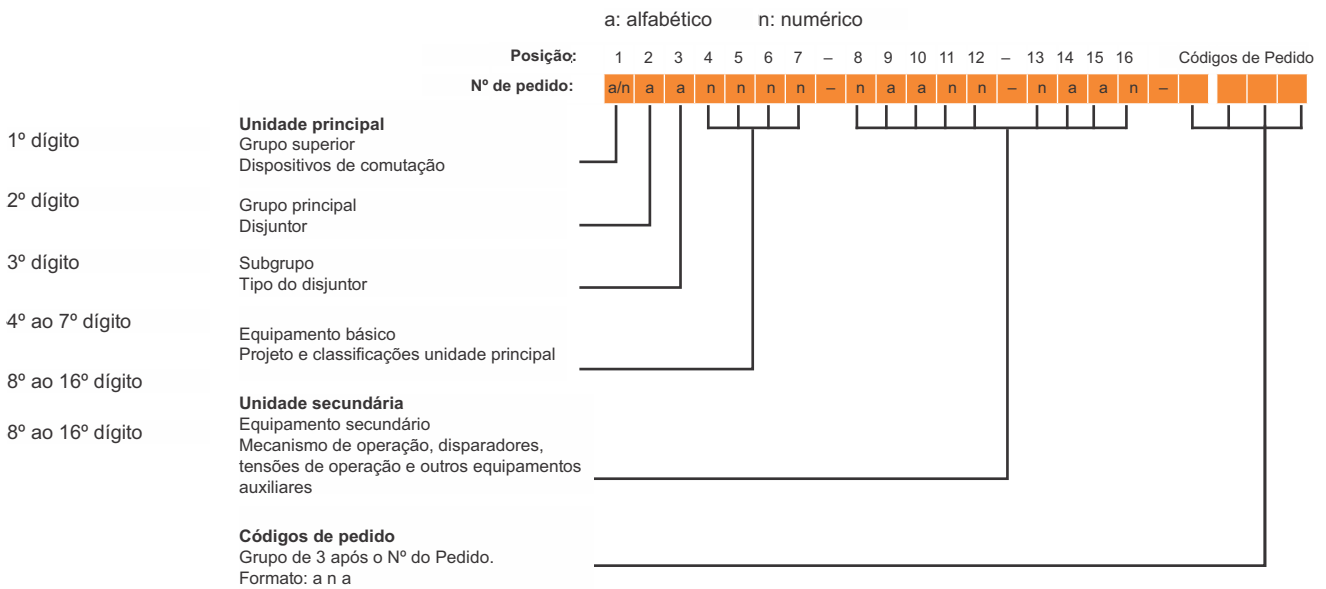 a: alfabético n: numérico
Posição: 1 2 3 4 5 6 7 – 8 9 10 11 12 – 13 14 15 16 Códigos de Pedido
Nº de pedido: a/n a a n n n n – n a a n n – n a a n –
1º dígito
Unidade principal
Grupo superior
Dispositivos de comutação
2º dígito
Grupo principal
Disjuntor
3º dígito
Subgrupo
Tipo do disjuntor
4º ao 7º dígito
Equipamento básico
Projeto e classificações unidade principal
8º ao 16º dígito
Unidade secundária
8º ao 16º dígito
Equipamento secundário
Mecanismo de operação, disparadores,
tensões de operação e outros equipamentos
auxiliares
Códigos de pedido
Grupo de 3 após o Nº do Pedido.
Formato: a n a